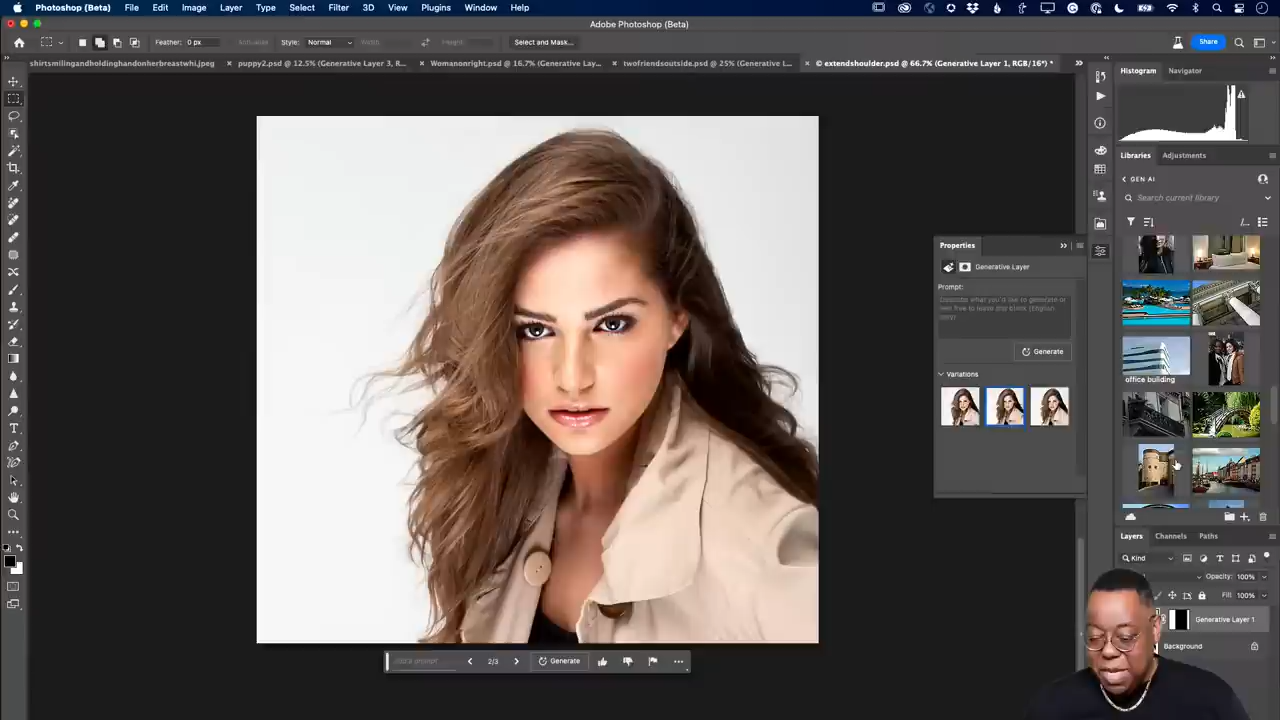 Photoshop (Beta) File Edit Image Layer Type Select Filter 3D View Plugins Window Help
Adobe Photoshop (Beta)
Feather: 0 px Style: Normal Select and Mask... Share
shirtsmilingandholdinghandonherbreastwhi.jpeg × puppy2.psd @ 12.5% (Generative Layer 3, R... × Womanonright.psd @ 16.7% (Generative Lay... × twofriendsoutside.psd @ 25% (Generative L... × © extendshoulder.psd @ 66.7% (Generative Layer 1, RGB/16*) *
Histogram Navigator
Libraries Adjustments
GEN AI
Search current library
Properties
Generative Layer
Prompt:
Generate
Variations
office building
Layers Channels Paths
Kind
Opacity: 100%
Fill: 100%
Generative Layer 1
Background
2/3 Generate